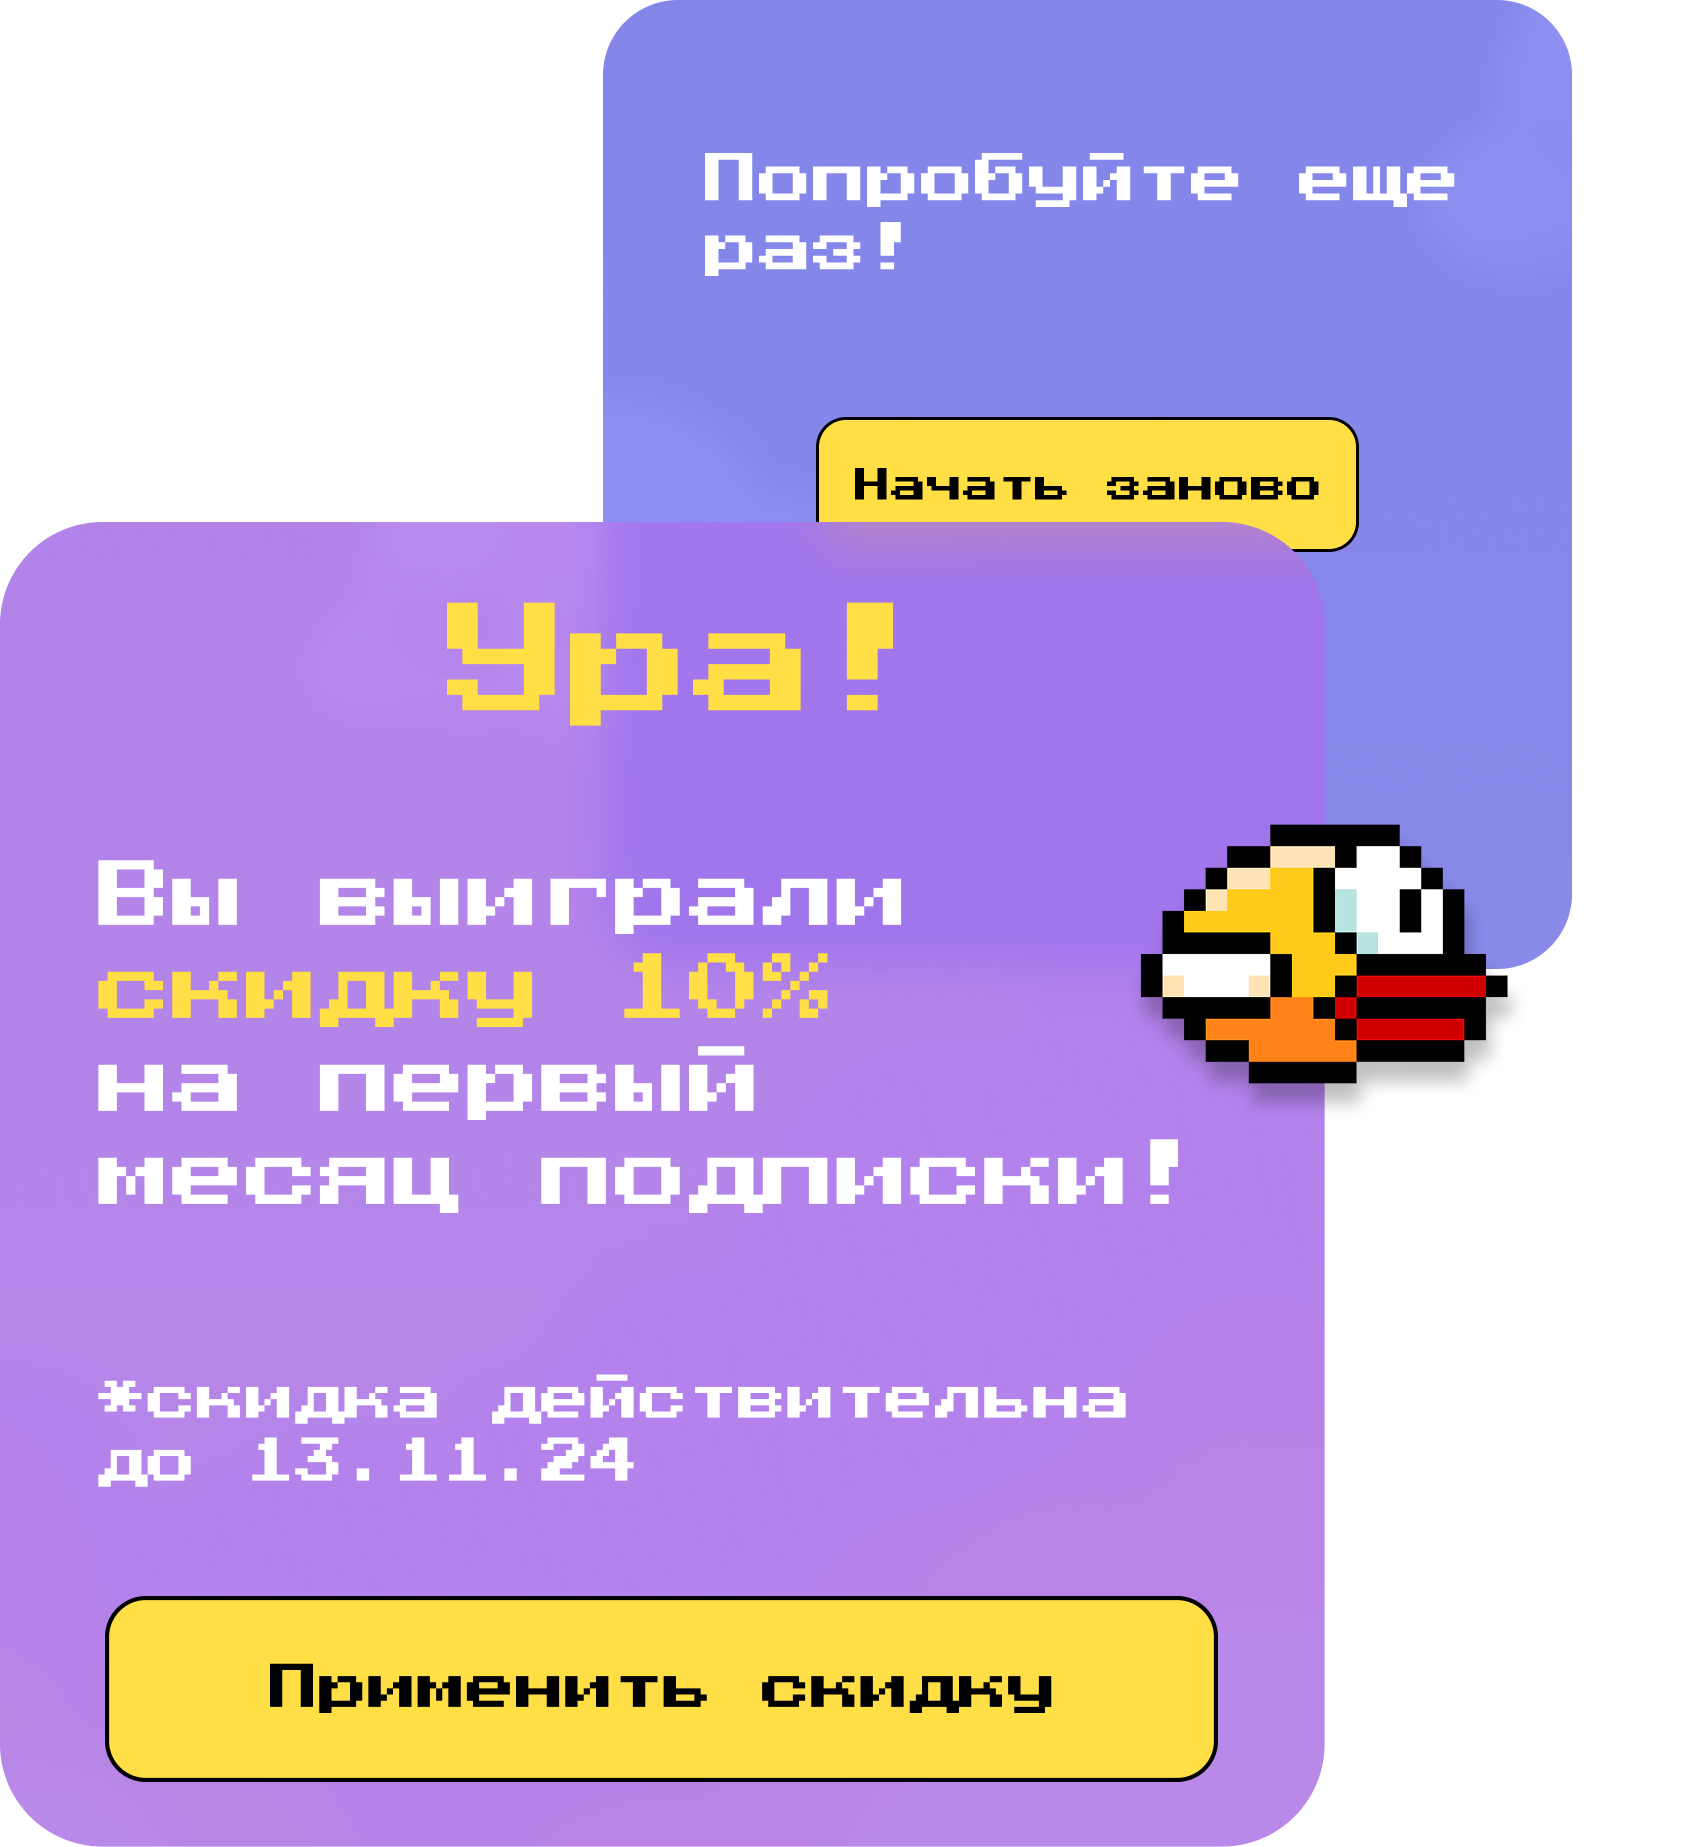 Попробуйте еще
раз!
Начать заново
Ура!
Вы выиграли
скидку 10%
на первый
месяц подписки!
*скидка действительна
до 13.11.24
Применить скидку